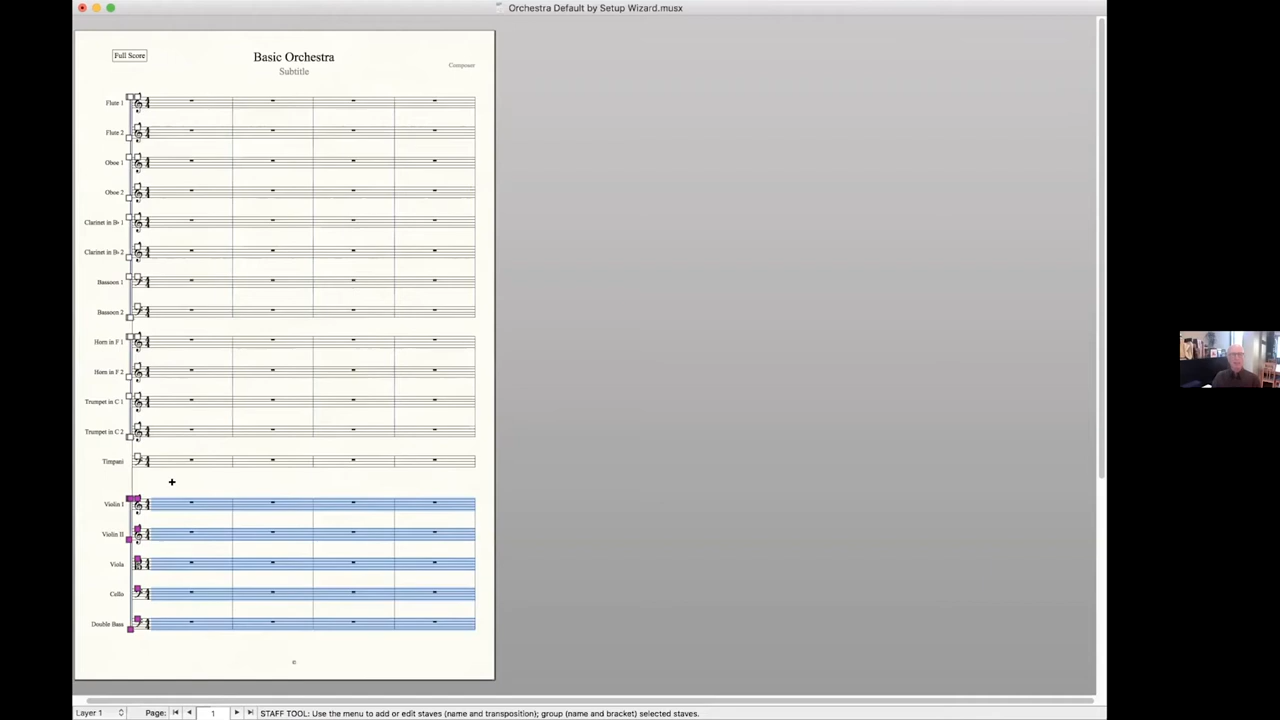 Orchestra Default by Setup Wizard.musx
Full Score
Basic Orchestra
Subtitle
Composer
Flute 1
Flute 2
Oboe 1
Oboe 2
Clarinet in B♭ 1
Clarinet in B♭ 2
Bassoon 1
Bassoon 2
Horn in F 1
Horn in F 2
Trumpet in C 1
Trumpet in C 2
Timpani
Violin I
Violin II
Viola
Cello
Double Bass
©
Layer 1 Page: 1 STAFF TOOL: Use the menu to add or edit staves (name and transposition); group (name and bracket) selected staves.